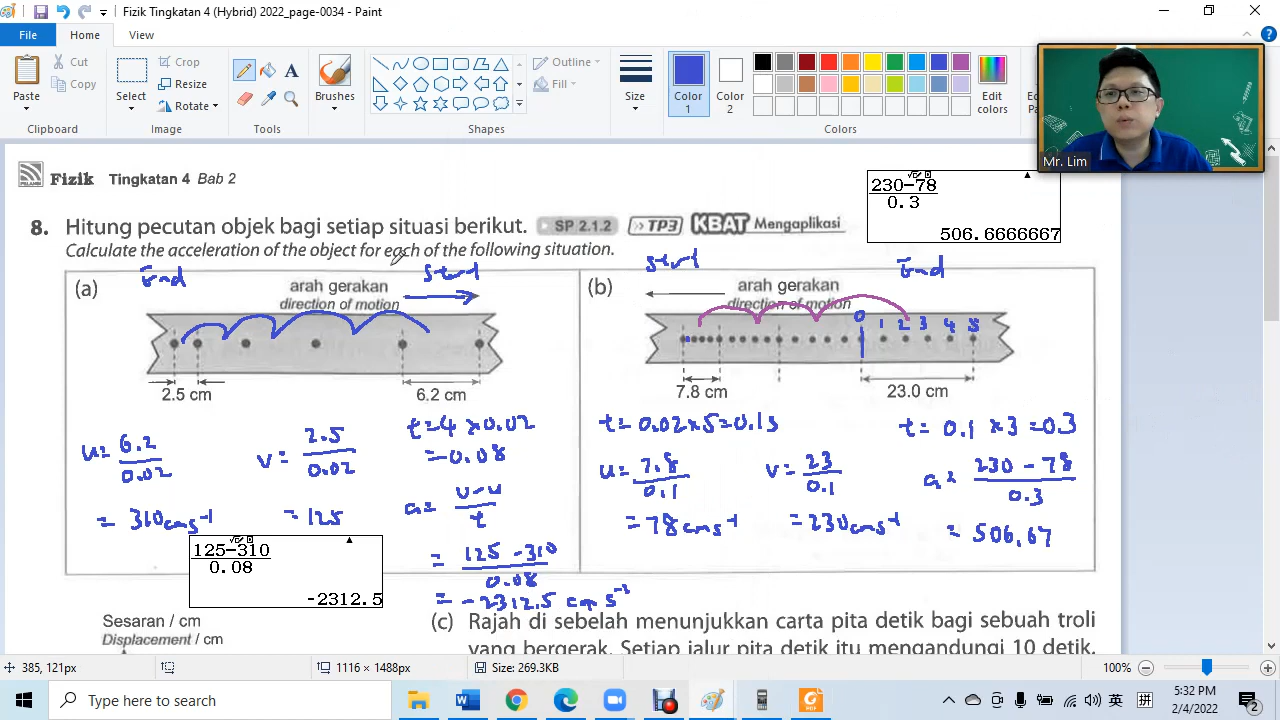 Fizik Tingkatan 4 (Hybrid) 2022_page-0034 - Paint
File
Home
View
Paste
Cut
Copy
Clipboard
Select
Crop
Resize
Rotate
Image
Tools
Brushes
Outline
Fill
Shapes
Size
Color 1
Color 2
Edit colors
Colors
Mr. Lim
Fizik Tingkatan 4 Bab 2
230-78
0.3
506.6666667
8. Hitung pecutan objek bagi setiap situasi berikut. SP 2.1.2 TP3 KBAT Mengaplikasi
Calculate the acceleration of the object for each of the following situation.
(a)
End
Start
arah gerakan
direction of motion
2.5 cm
6.2 cm
u= 6.2/0.02
= 310cms⁻¹
v= 2.5/0.02
= 125
t=4 x 0.02
=0.08
a= v-u/t
= 125 -310/0.08
= -2312.5 cm s⁻²
125-310
0.08
-2312.5
(b)
Start
End
arah gerakan
direction of motion
0 1 2 3 4 5
7.8 cm
23.0 cm
t= 0.02x5=0.1s
u= 7.8/0.1
=78cms⁻¹
v= 23/0.1
=230cms⁻¹
t= 0.1 x3=0.3
a= 230-78/0.3
= 506.67
Sesaran / cm
Displacement / cm
(c) Rajah di sebelah menunjukkan carta pita detik bagi sebuah troli
yang bergerak. Setiap jalur pita detik itu mengandungi 10 detik.
385, 121px
1116 × 1488px
Size: 269.3KB
100%
Type here to search
英
拼
5:32 PM
2/4/2022
2